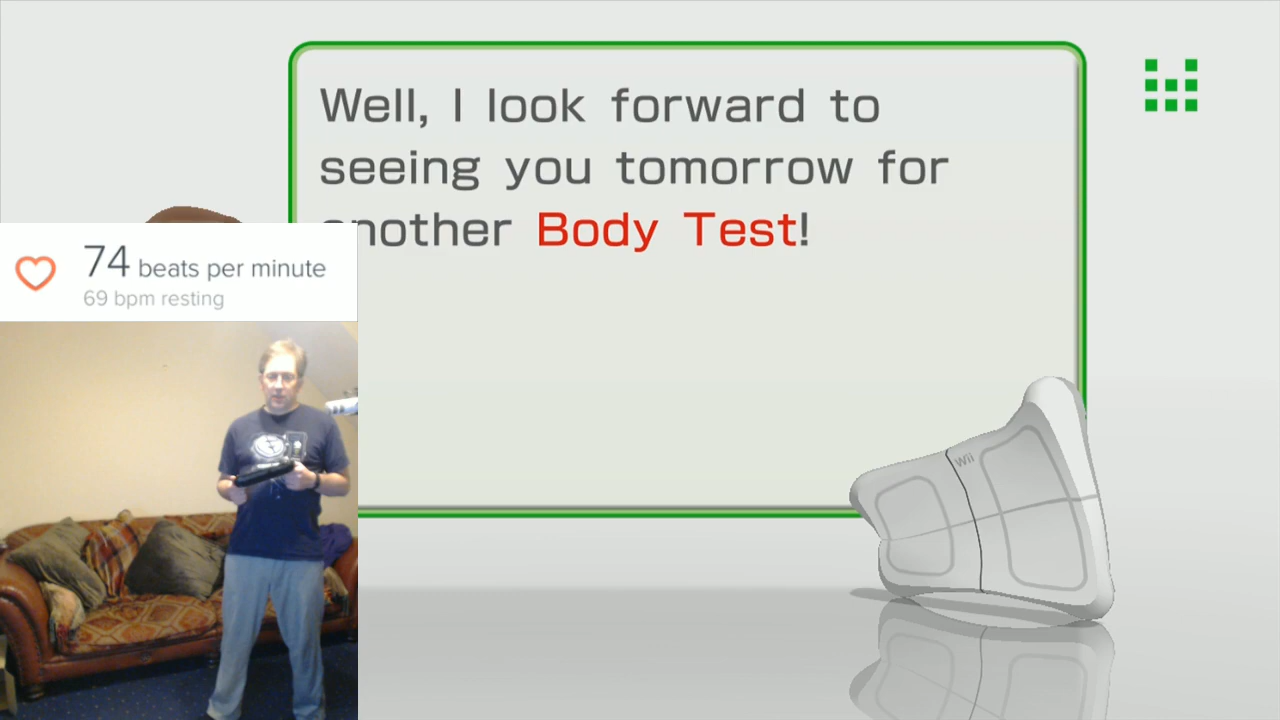 Well, I look forward to
seeing you tomorrow for
another Body Test!
74 beats per minute
69 bpm resting
Wii